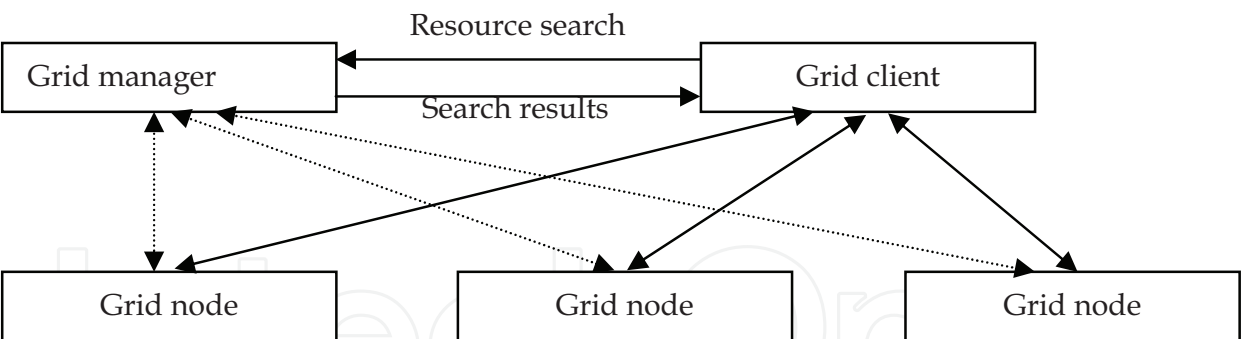 Resource search
Grid manager
Grid client
Search results
Grid node
Grid node
Grid node